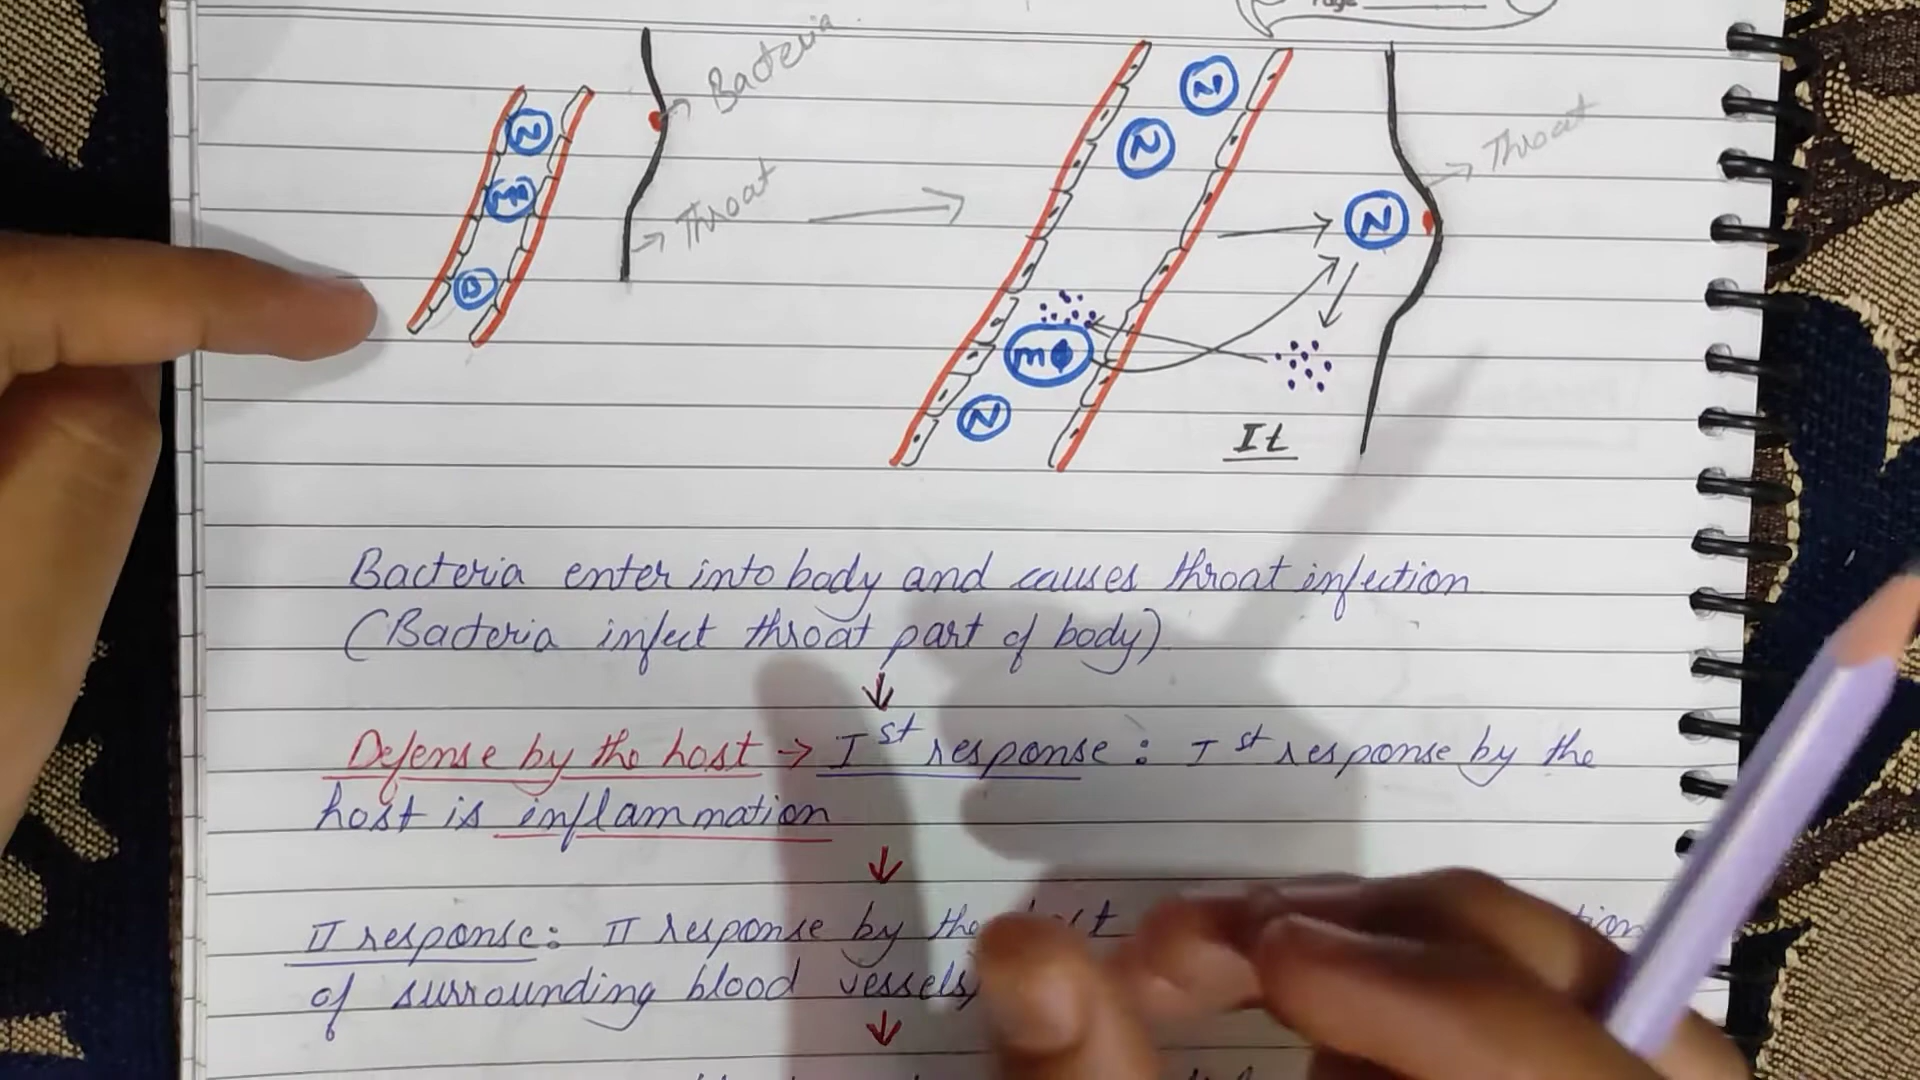 Page
Bacteria
Throat
N
N
N
Throat
N
mφ
N
It
Bacteria enter into body and causes throat infection
(Bacteria infect throat part of body)
Defense by the host → Ist response : Ist response by the
host is inflammation
II response : II response by the
of surrounding blood vessels,